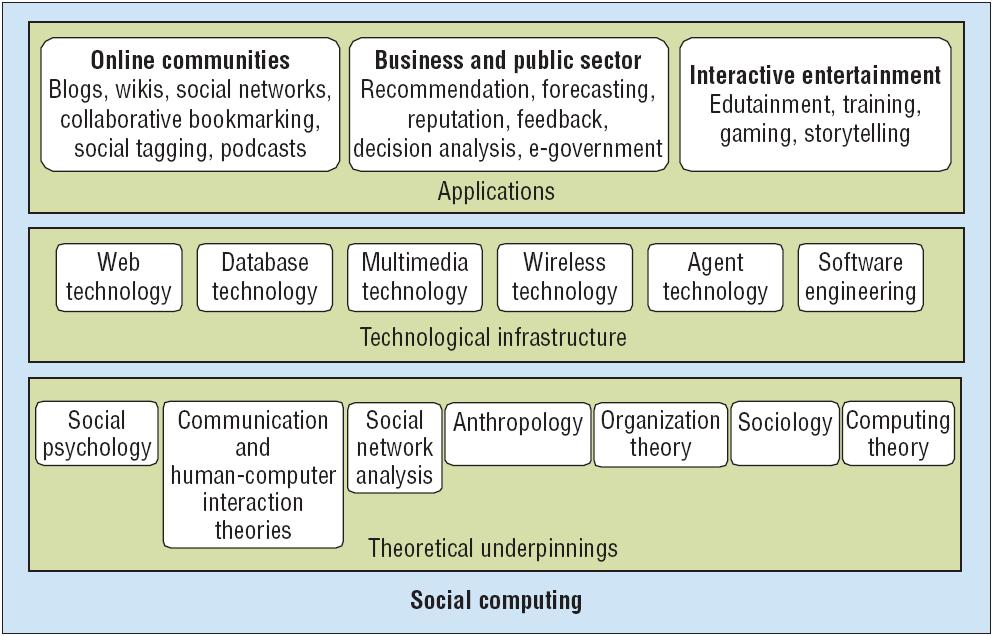 Online communities
Blogs, wikis, social networks,
collaborative bookmarking,
social tagging, podcasts
Business and public sector
Recommendation, forecasting,
reputation, feedback,
decision analysis, e-government
Interactive entertainment
Edutainment, training,
gaming, storytelling
Applications
Web
technology
Database
technology
Multimedia
technology
Wireless
technology
Agent
technology
Software
engineering
Technological infrastructure
Social
psychology
Communication
and
human-computer
interaction
theories
Social
network
analysis
Anthropology
Organization
theory
Sociology
Computing
theory
Theoretical underpinnings
Social computing